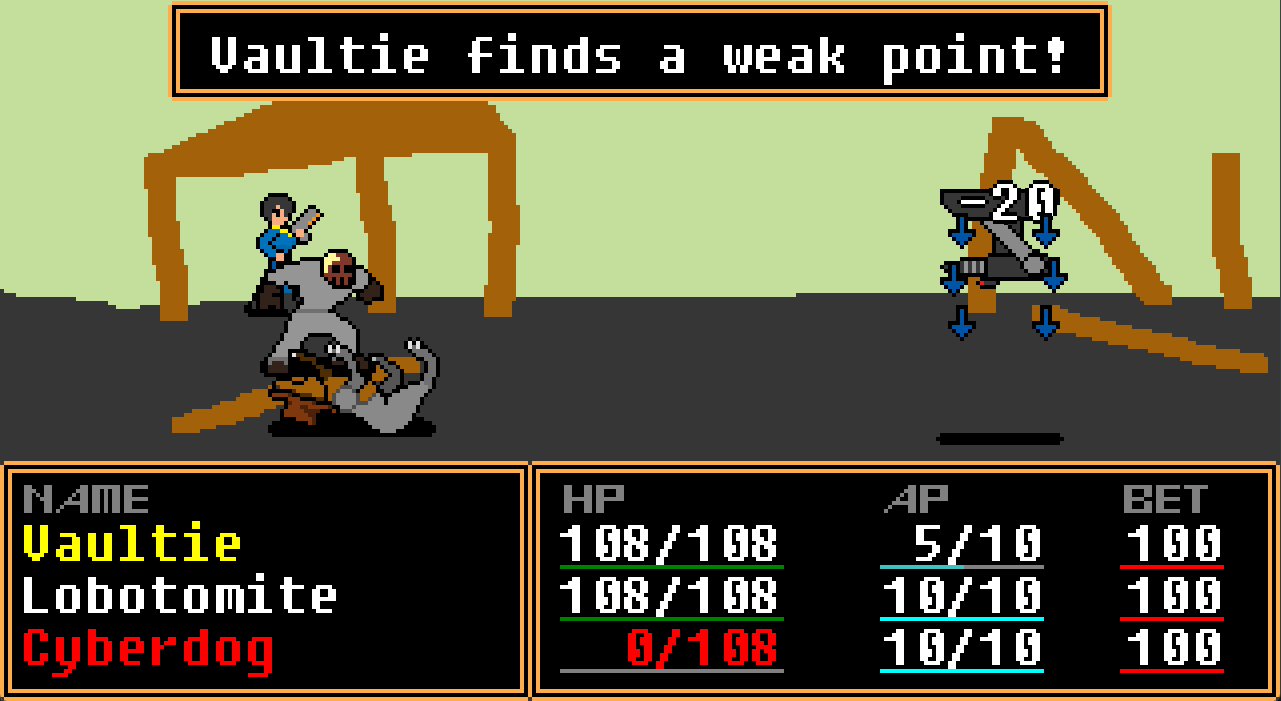 Vaultie finds a weak point!
-20
NAME HP AP BET
Vaultie 108/108 5/10 100
Lobotomite 108/108 10/10 100
Cyberdog 0/108 10/10 100